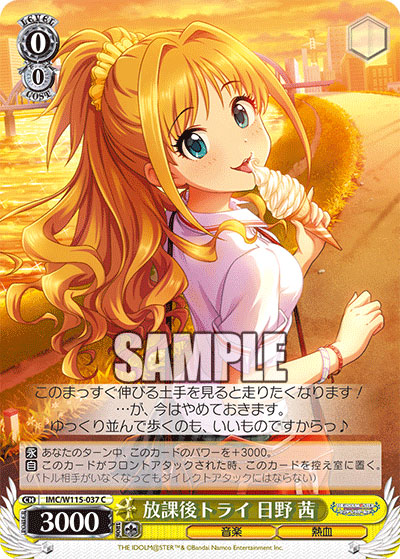 LEVEL
0
0
COST
SAMPLE
このまっすぐ伸びる土手を見ると走りたくなります!
…が、今はやめておきます。
ゆっくり並んで歩くのも、いいものですからっ♪
永 あなたのターン中、このカードのパワーを+3000。
自 このカードがフロントアタックされた時、このカードを控え室に置く。
(バトル相手がいなくなってもダイレクトアタックにはならない)
CH IMC/W115-037 C
3000
放課後トライ 日野 茜
音楽
熱血
THE IDOLM@STER™& ©Bandai Namco Entertainment Inc.